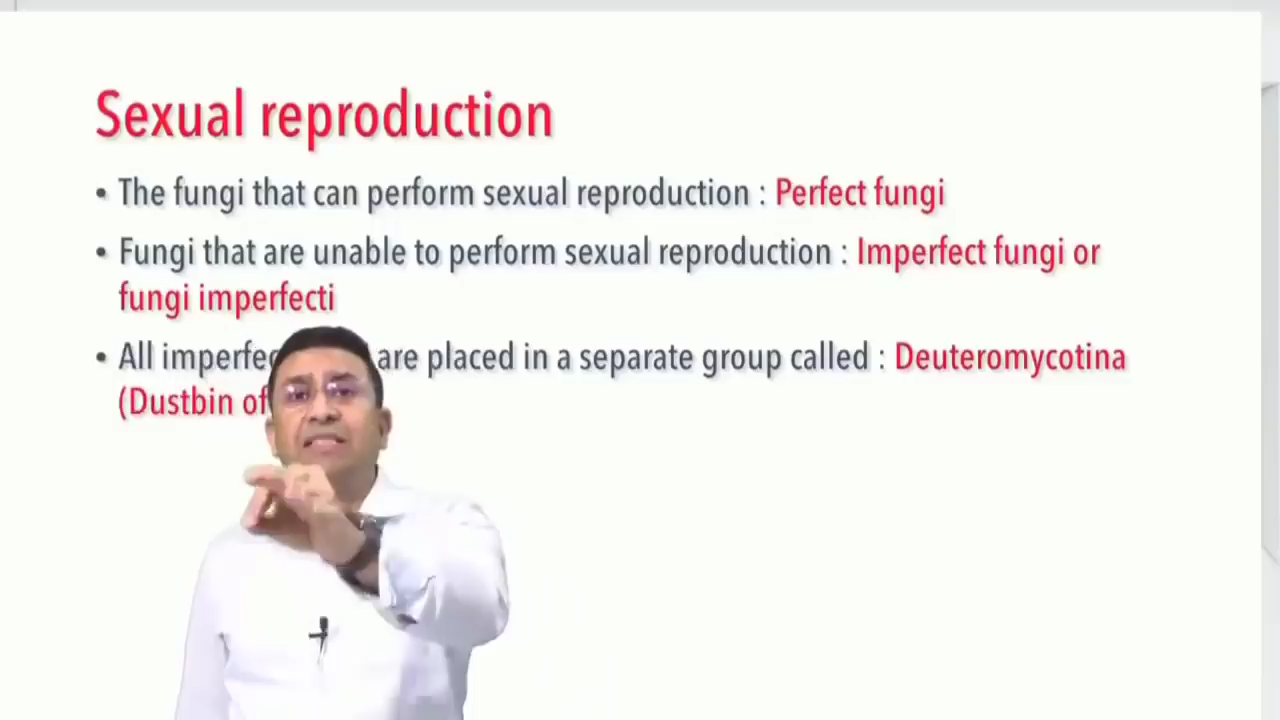 Sexual reproduction
• The fungi that can perform sexual reproduction : Perfect fungi
• Fungi that are unable to perform sexual reproduction : Imperfect fungi or
fungi imperfecti
• All are placed in a separate group called : Deuteromycotina
(Dustbin of